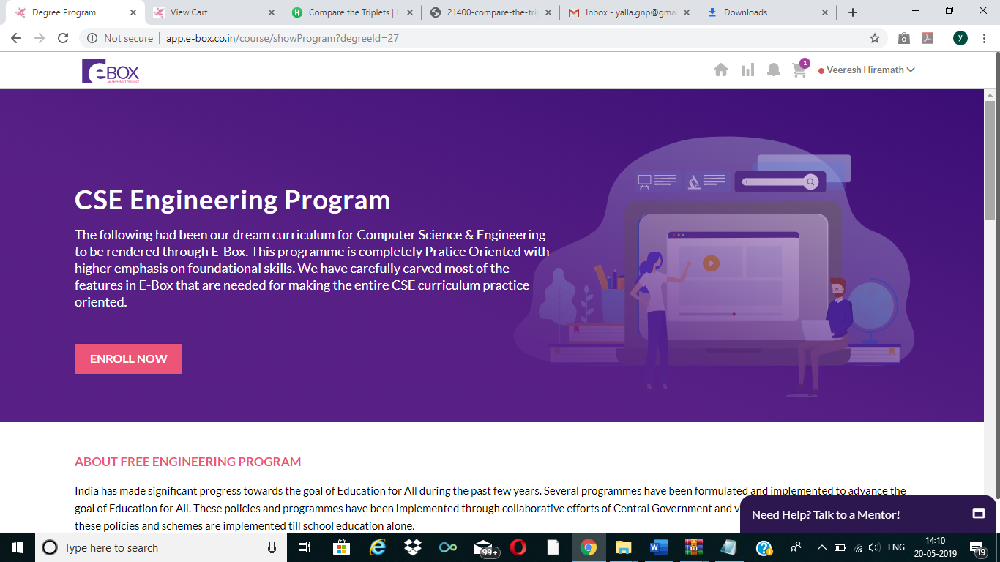 Degree Program
View Cart
Compare the Triplets | H
21400-compare-the-trip
Inbox - yalla.gnp@gmai
Downloads
Not secure
app.e-box.co.in/course/showProgram?degreeId=27
y
eBOX
AN AMPHISOFT PRODUCT
1
Veeresh Hiremath
CSE Engineering Program
The following had been our dream curriculum for Computer Science & Engineering
to be rendered through E-Box. This programme is completely Pratice Oriented with
higher emphasis on foundational skills. We have carefully carved most of the
features in E-Box that are needed for making the entire CSE curriculum practice
oriented.
ENROLL NOW
ABOUT FREE ENGINEERING PROGRAM
India has made significant progress towards the goal of Education for All during the past few years. Several programmes have been formulated and implemented to advance the
goal of Education for All. These policies and programmes have been implemented through collaborative efforts of Central Government and v
these policies and schemes are implemented till school education alone.
Need Help? Talk to a Mentor!
Type here to search
99+
ENG
14:10
20-05-2019
19